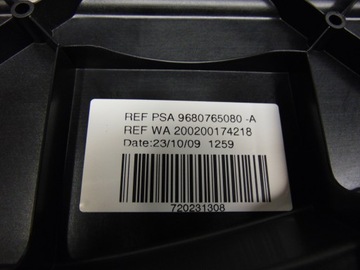 REF PSA 9680765080 -A
REF WA 200200174218
Date:23/10/09 1259
720231308